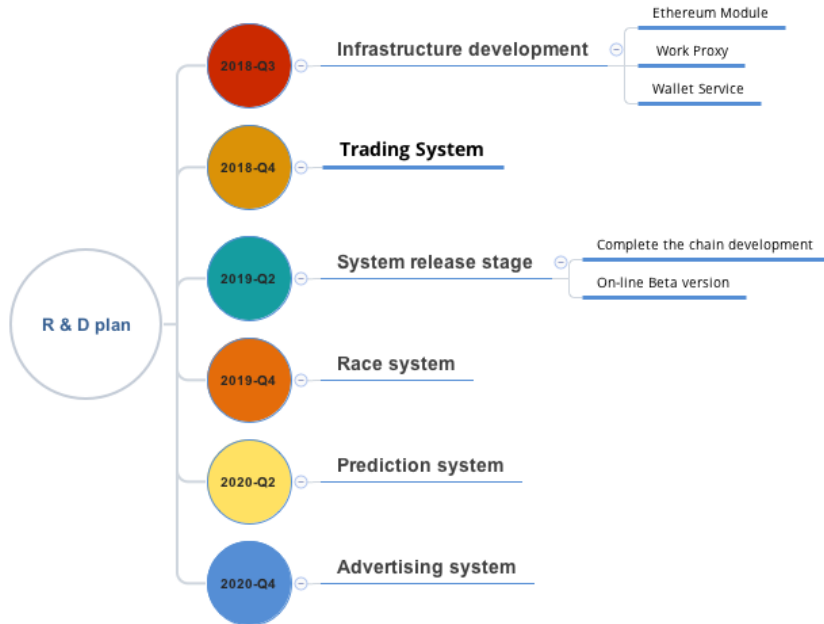 R & D plan
2018-Q3
Infrastructure development
Ethereum Module
Work Proxy
Wallet Service
2018-Q4
Trading System
2019-Q2
System release stage
Complete the chain development
On-line Beta version
2019-Q4
Race system
2020-Q2
Prediction system
2020-Q4
Advertising system